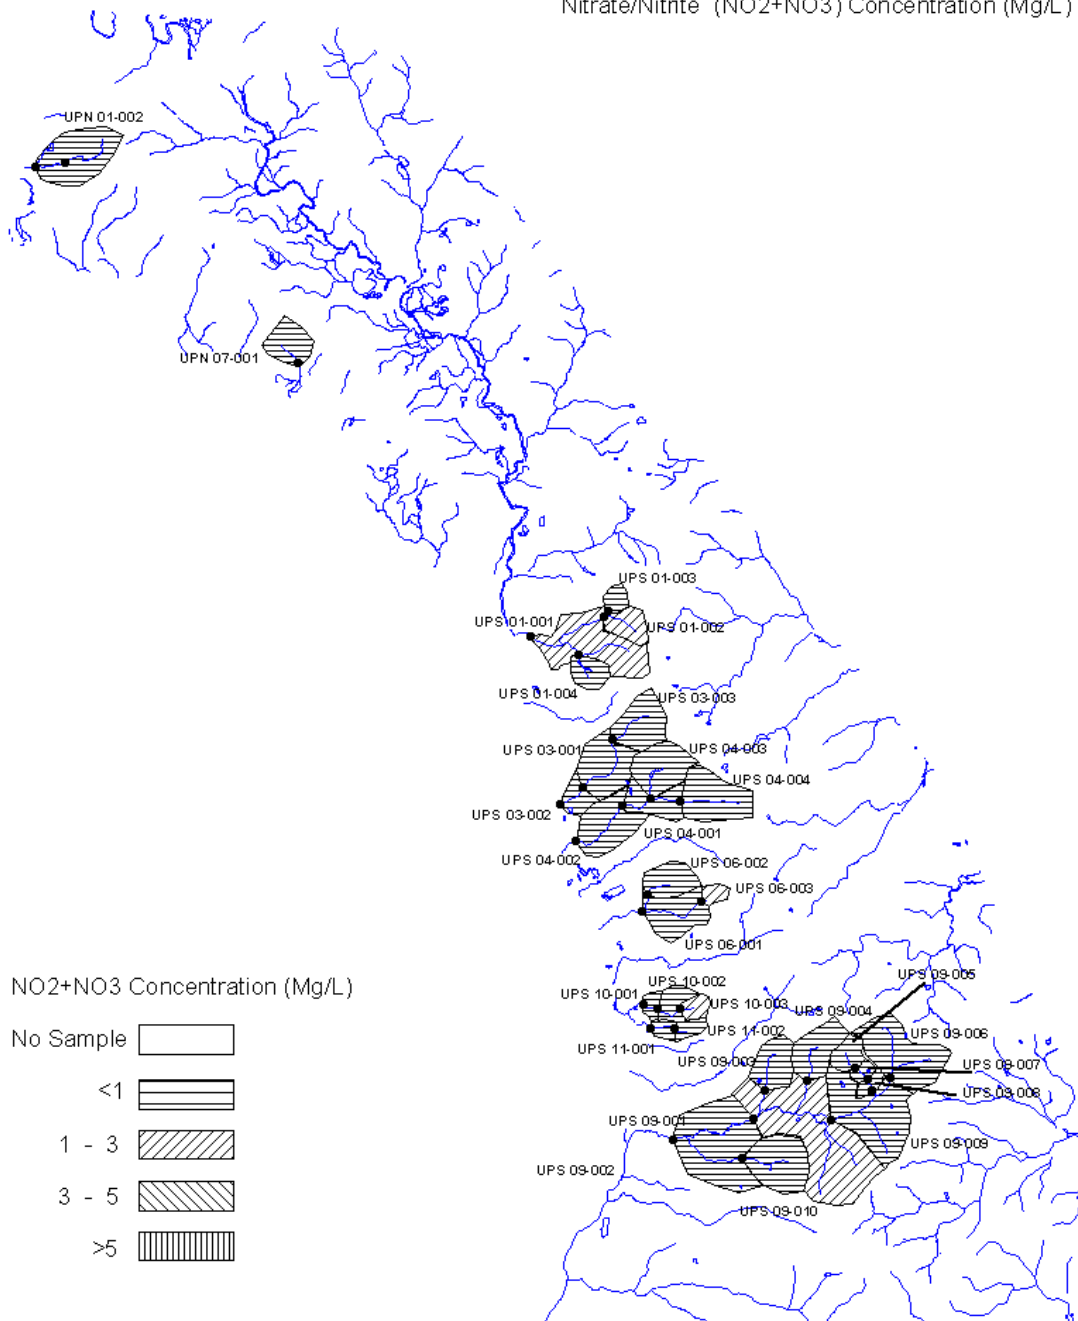 Nitrate/Nitrite (NO2+NO3) Concentration (Mg/L)
UPN 01-002
UPN 07-001
UPS 01-003
UPS 01-001
UPS 01-002
UPS 01-004
UPS 03-003
UPS 03-001
UPS 04-003
UPS 04-004
UPS 03-002
UPS 04-001
UPS 04-002
UPS 06-002
UPS 06-003
UPS 06-001
UPS 09-005
UPS 10-002
UPS 10-001
UPS 10-003
UPS 09-004
UPS 11-002
UPS 09-006
UPS 11-001
UPS 09-003
UPS 09-007
UPS 09-008
UPS 09-001
UPS 09-009
UPS 09-002
UPS 09-010
NO2+NO3 Concentration (Mg/L)
No Sample
<1
1 - 3
3 - 5
>5